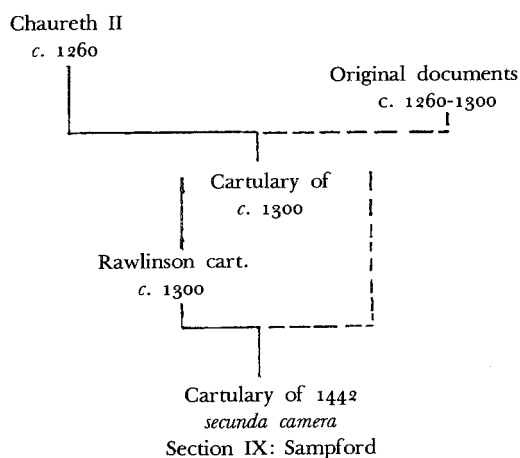 Chaureth II
c. 1260
Original documents
c. 1260-1300
Cartulary of
c. 1300
Rawlinson cart.
c. 1300
Cartulary of 1442
secunda camera
Section IX: Sampford